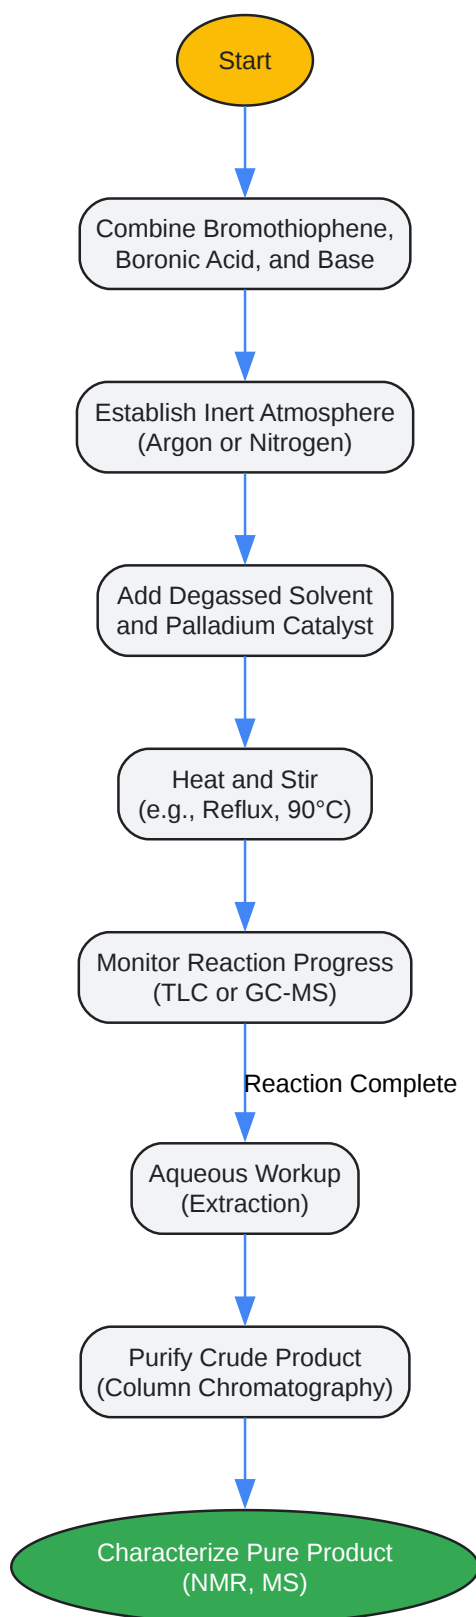 Start
Combine Bromothiophene,
Boronic Acid, and Base
Establish Inert Atmosphere
(Argon or Nitrogen)
Add Degassed Solvent
and Palladium Catalyst
Heat and Stir
(e.g., Reflux, 90°C)
Monitor Reaction Progress
(TLC or GC-MS)
Reaction Complete
Aqueous Workup
(Extraction)
Purify Crude Product
(Column Chromatography)
Characterize Pure Product
(NMR, MS)